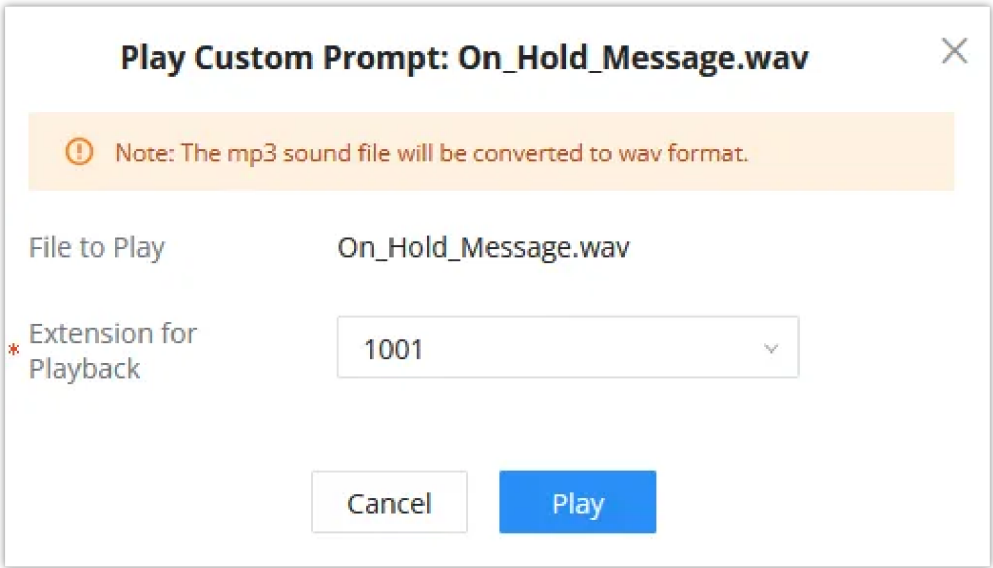 Play Custom Prompt: On_Hold_Message.wav
Note: The mp3 sound file will be converted to wav format.
File to Play On_Hold_Message.wav
* Extension for
Playback
1001
Cancel Play